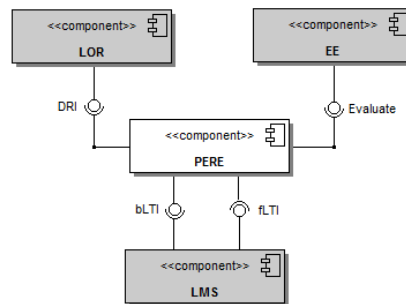 <<component>>
LOR
<<component>>
EE
DRI
Evaluate
<<component>>
PERE
bLTI
fLTI
<<component>>
LMS